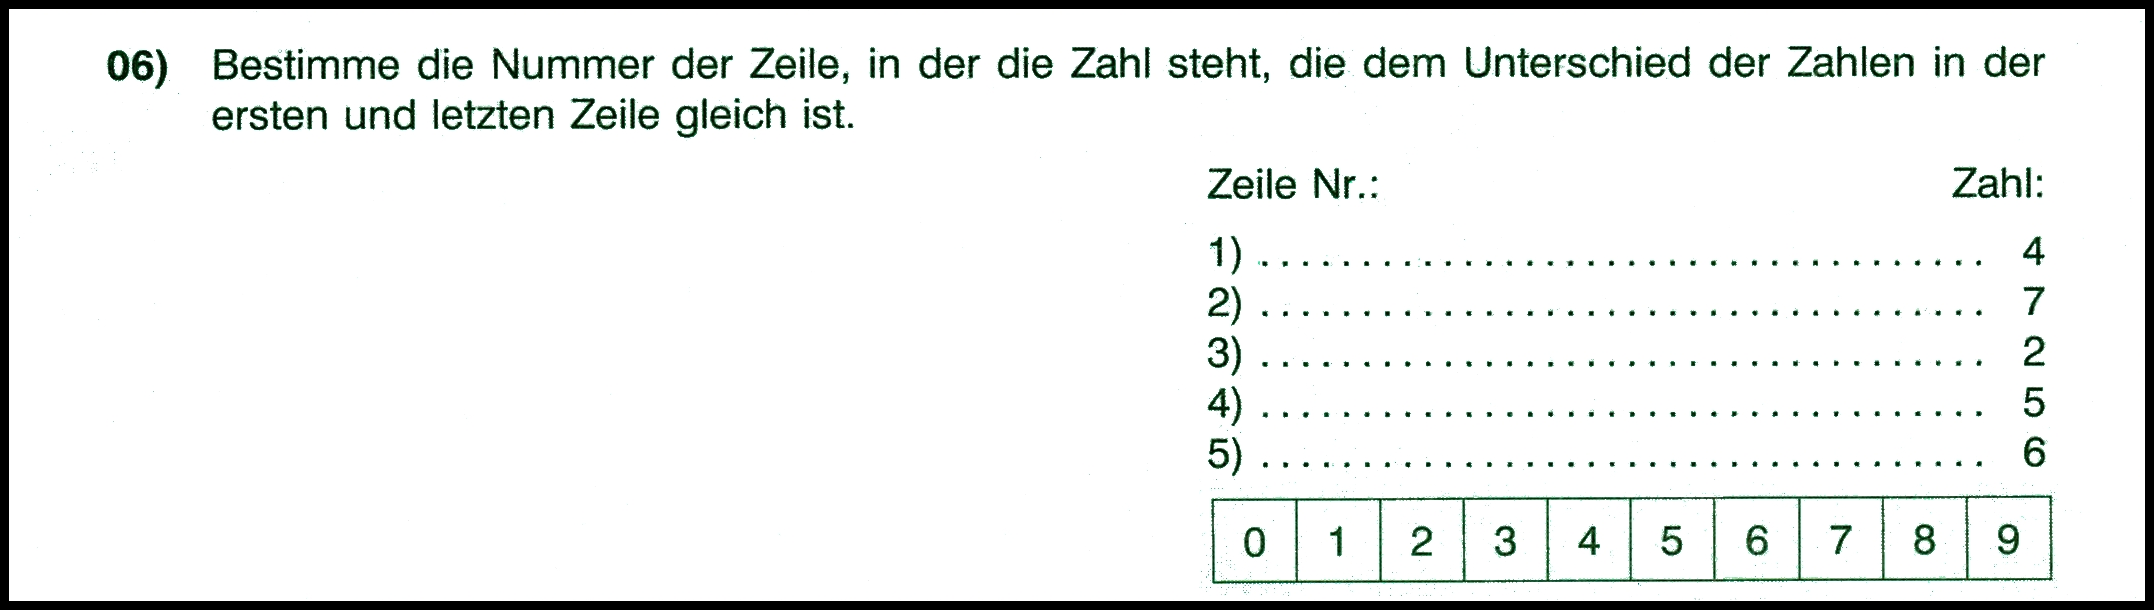 06) Bestimme die Nummer der Zeile, in der die Zahl steht, die dem Unterschied der Zahlen in der
ersten und letzten Zeile gleich ist.
Zeile Nr.: Zahl:
1) .................................... 4
2) .................................... 7
3) .................................... 2
4) .................................... 5
5) .................................... 6
0 1 2 3 4 5 6 7 8 9